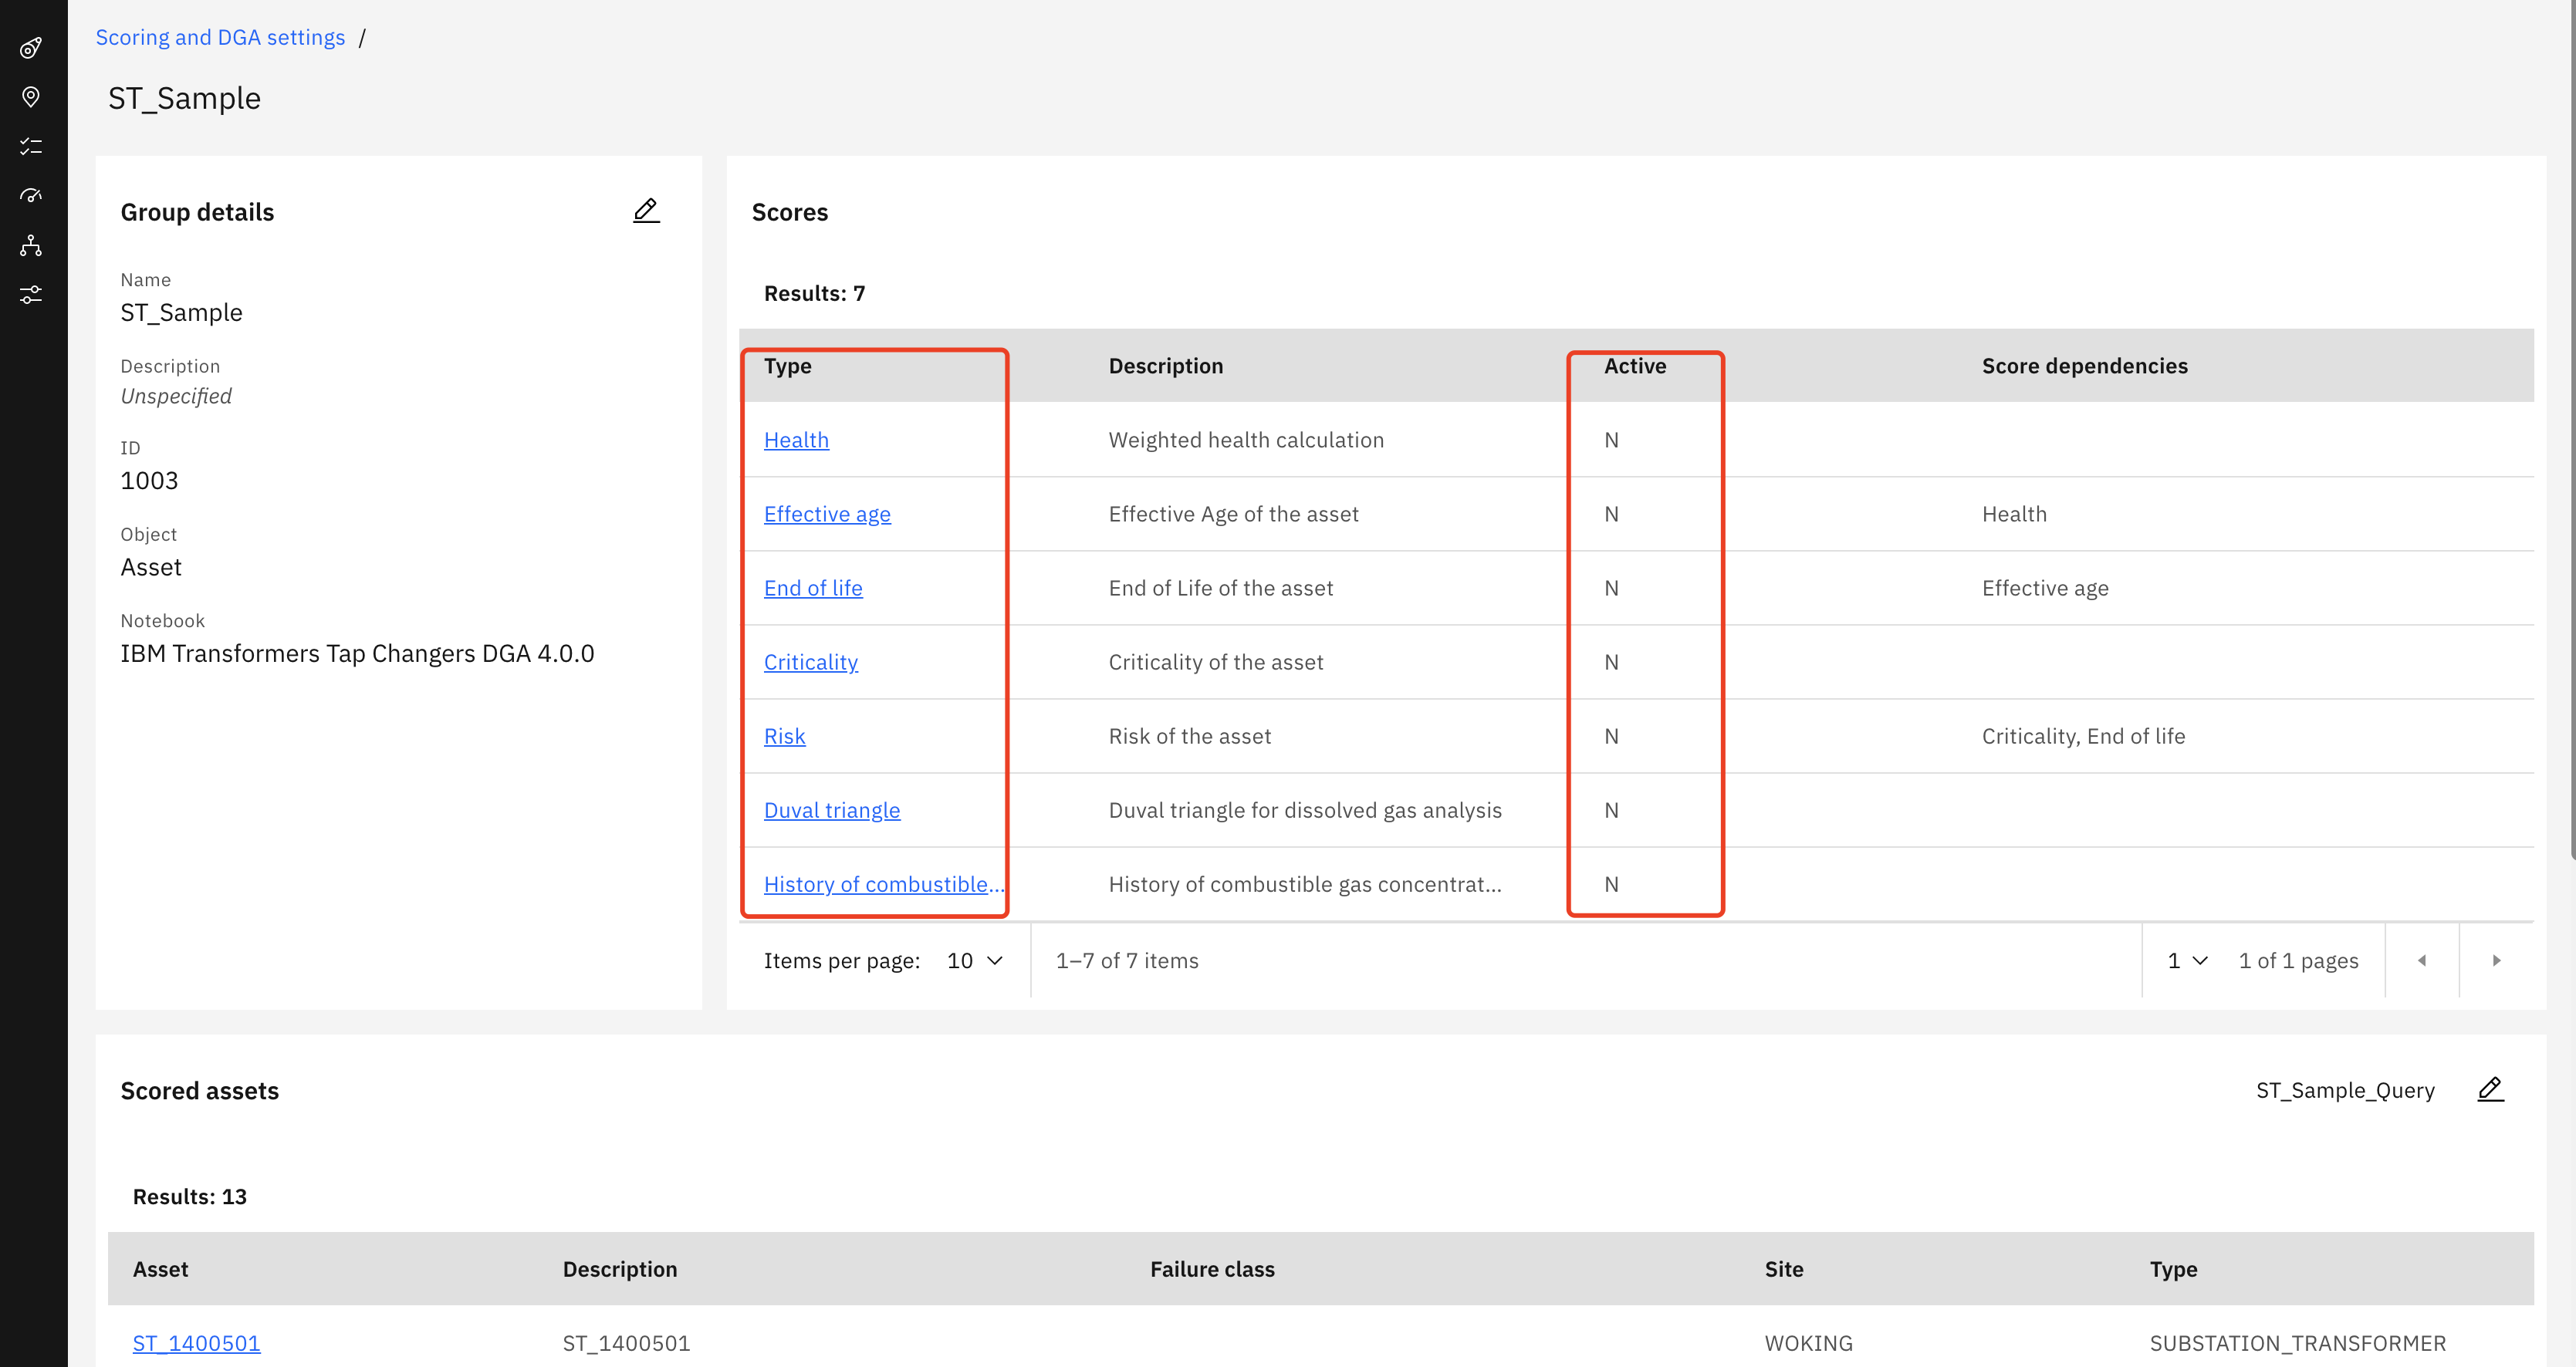 Scoring and DGA settings /
ST_Sample
Group details
Name
ST_Sample
Description
Unspecified
ID
1003
Object
Asset
Notebook
IBM Transformers Tap Changers DGA 4.0.0
Scores
Results: 7
Type Description Active Score dependencies
Health Weighted health calculation N
Effective age Effective Age of the asset N Health
End of life End of Life of the asset N Effective age
Criticality Criticality of the asset N
Risk Risk of the asset N Criticality, End of life
Duval triangle Duval triangle for dissolved gas analysis N
History of combustible... History of combustible gas concentrat... N
Items per page: 10 1–7 of 7 items 1 1 of 1 pages
Scored assets ST_Sample_Query
Results: 13
Asset Description Failure class Site Type
ST_1400501 ST_1400501 WOKING SUBSTATION_TRANSFORMER